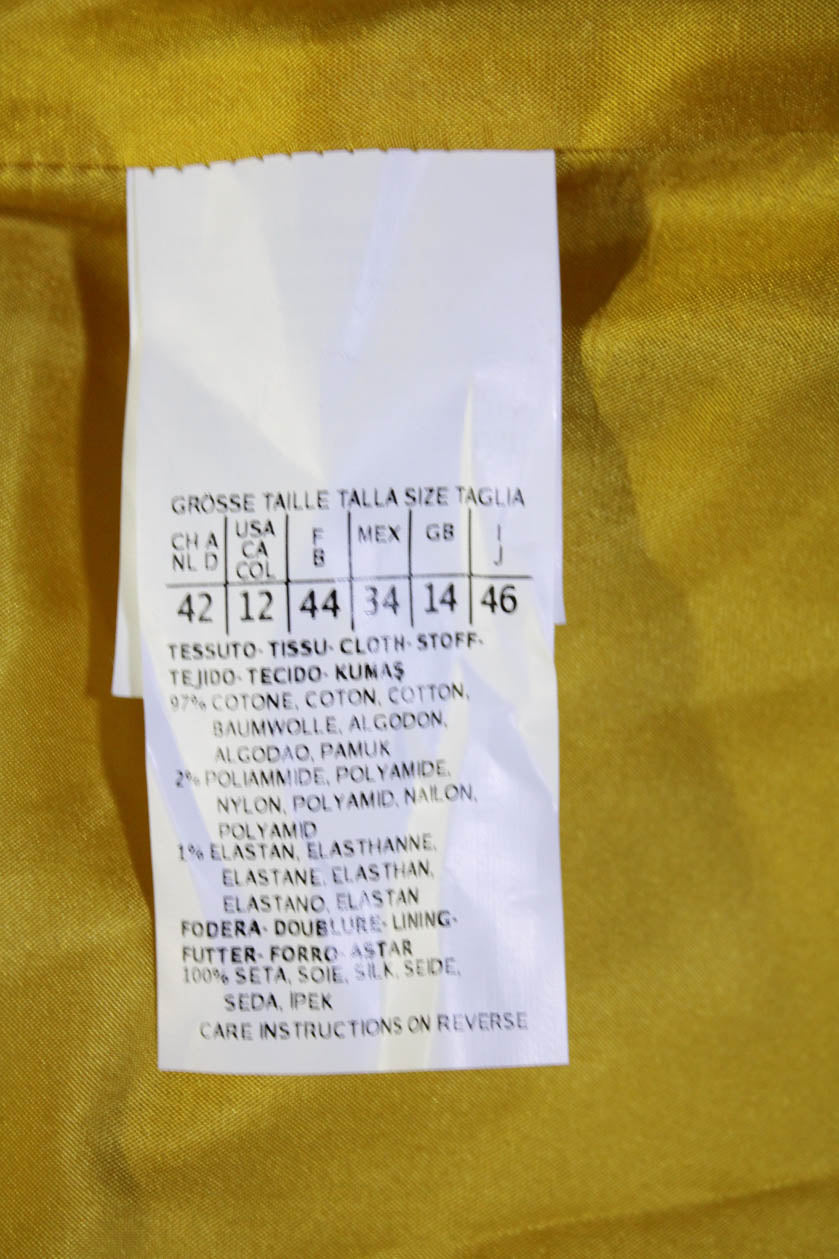 GRÖSSE TAILLE TALLA SIZE TAGLIA
CH A USA F MEX GB I
NL D CA B J
COL
42 12 44 34 14 46
TESSUTO- TISSU- CLOTH- STOFF-
TEJIDO- TECIDO- KUMAŞ
97% COTONE, COTON, COTTON,
BAUMWOLLE, ALGODON,
ALGODAO, PAMUK
2% POLIAMMIDE, POLYAMIDE,
NYLON, POLYAMID, NAILON,
POLYAMID
1% ELASTAN, ELASTHANNE,
ELASTANE, ELASTHAN,
ELASTANO, ELASTAN
FODERA- DOUBLURE- LINING-
FUTTER- FORRO- ASTAR
100% SETA, SOIE, SILK, SEIDE,
SEDA, İPEK
CARE INSTRUCTIONS ON REVERSE